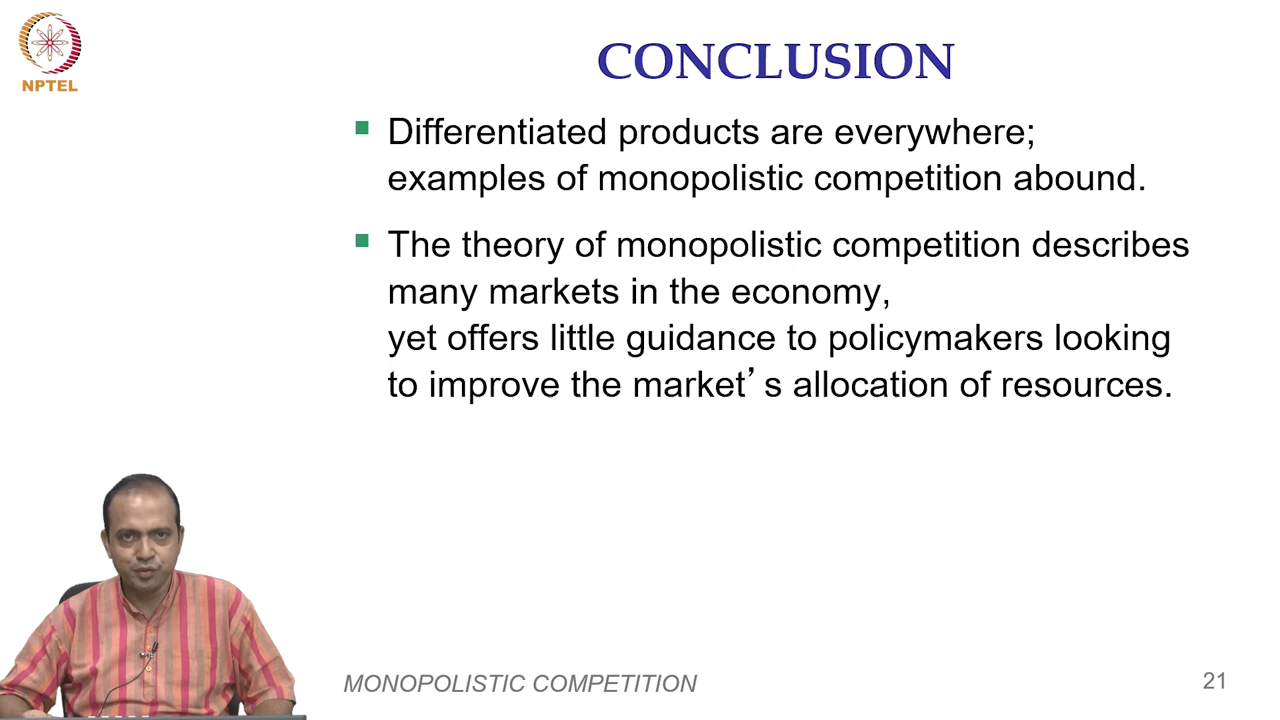 NPTEL
CONCLUSION
Differentiated products are everywhere;
examples of monopolistic competition abound.
The theory of monopolistic competition describes
many markets in the economy,
yet offers little guidance to policymakers looking
to improve the market’s allocation of resources.
MONOPOLISTIC COMPETITION
21